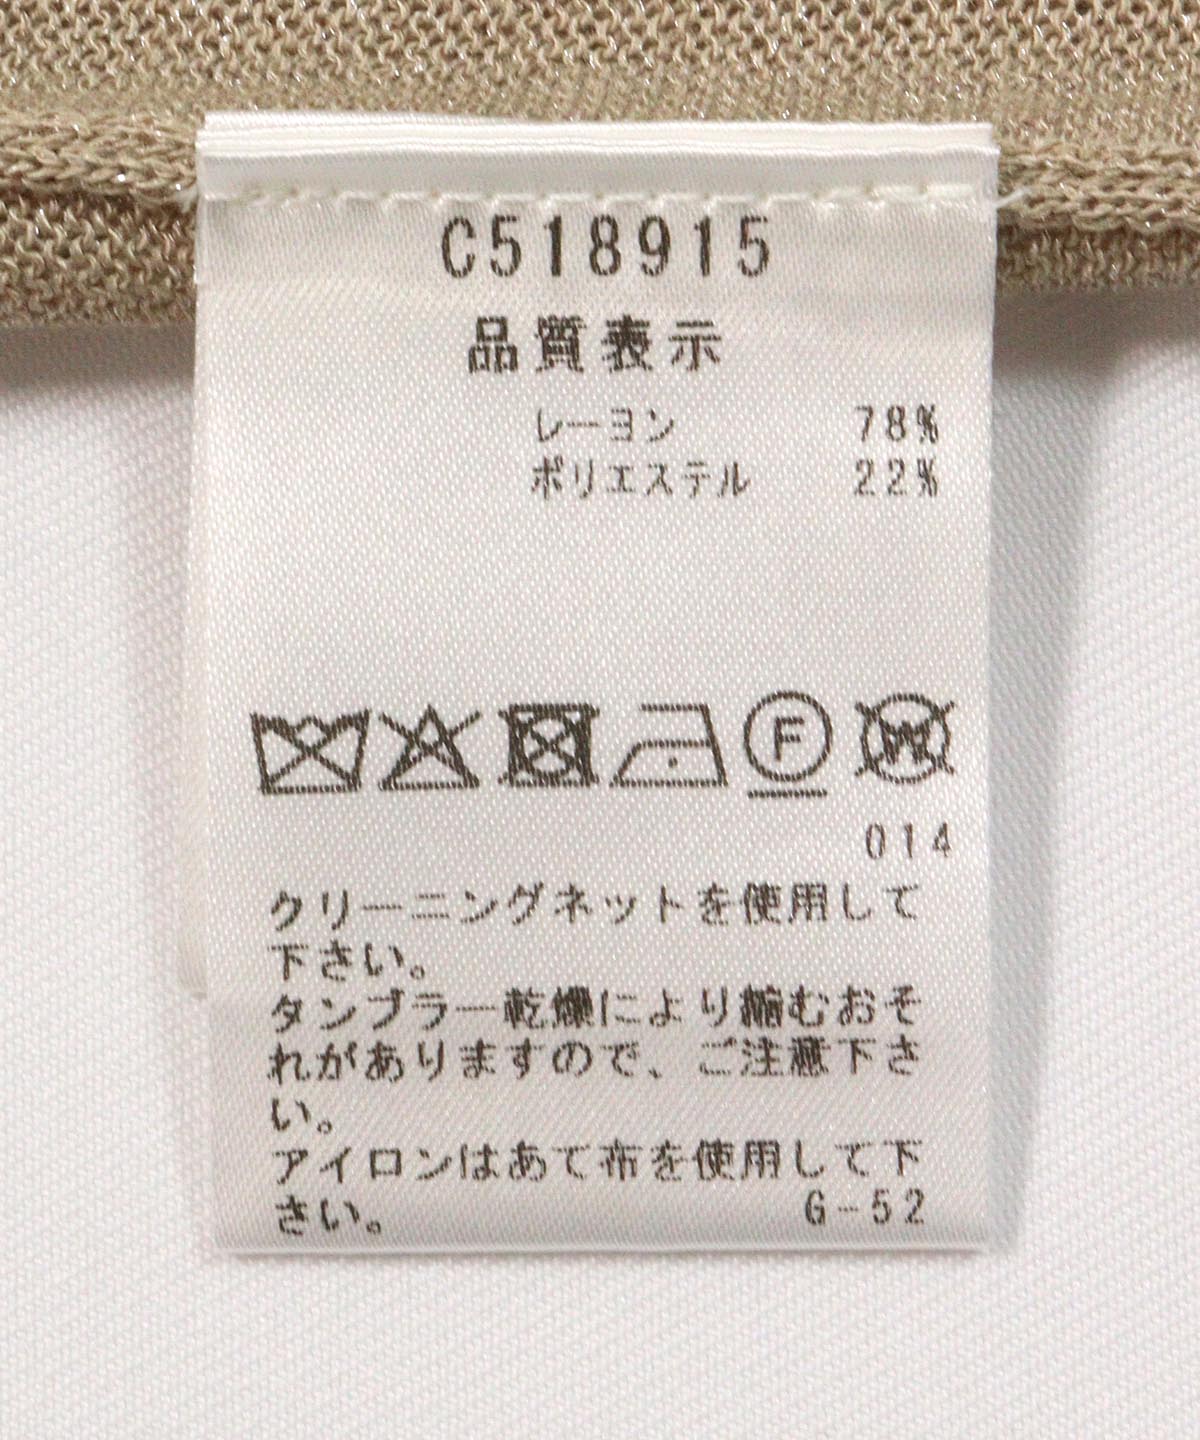 C518915
品質表示
レーヨン 78%
ポリエステル 22%
F W
014
クリーニングネットを使用して
下さい。
タンブラー乾燥により縮むおそ
れがありますので、ご注意下さ
い。
アイロンはあて布を使用して下
さい。 G-52